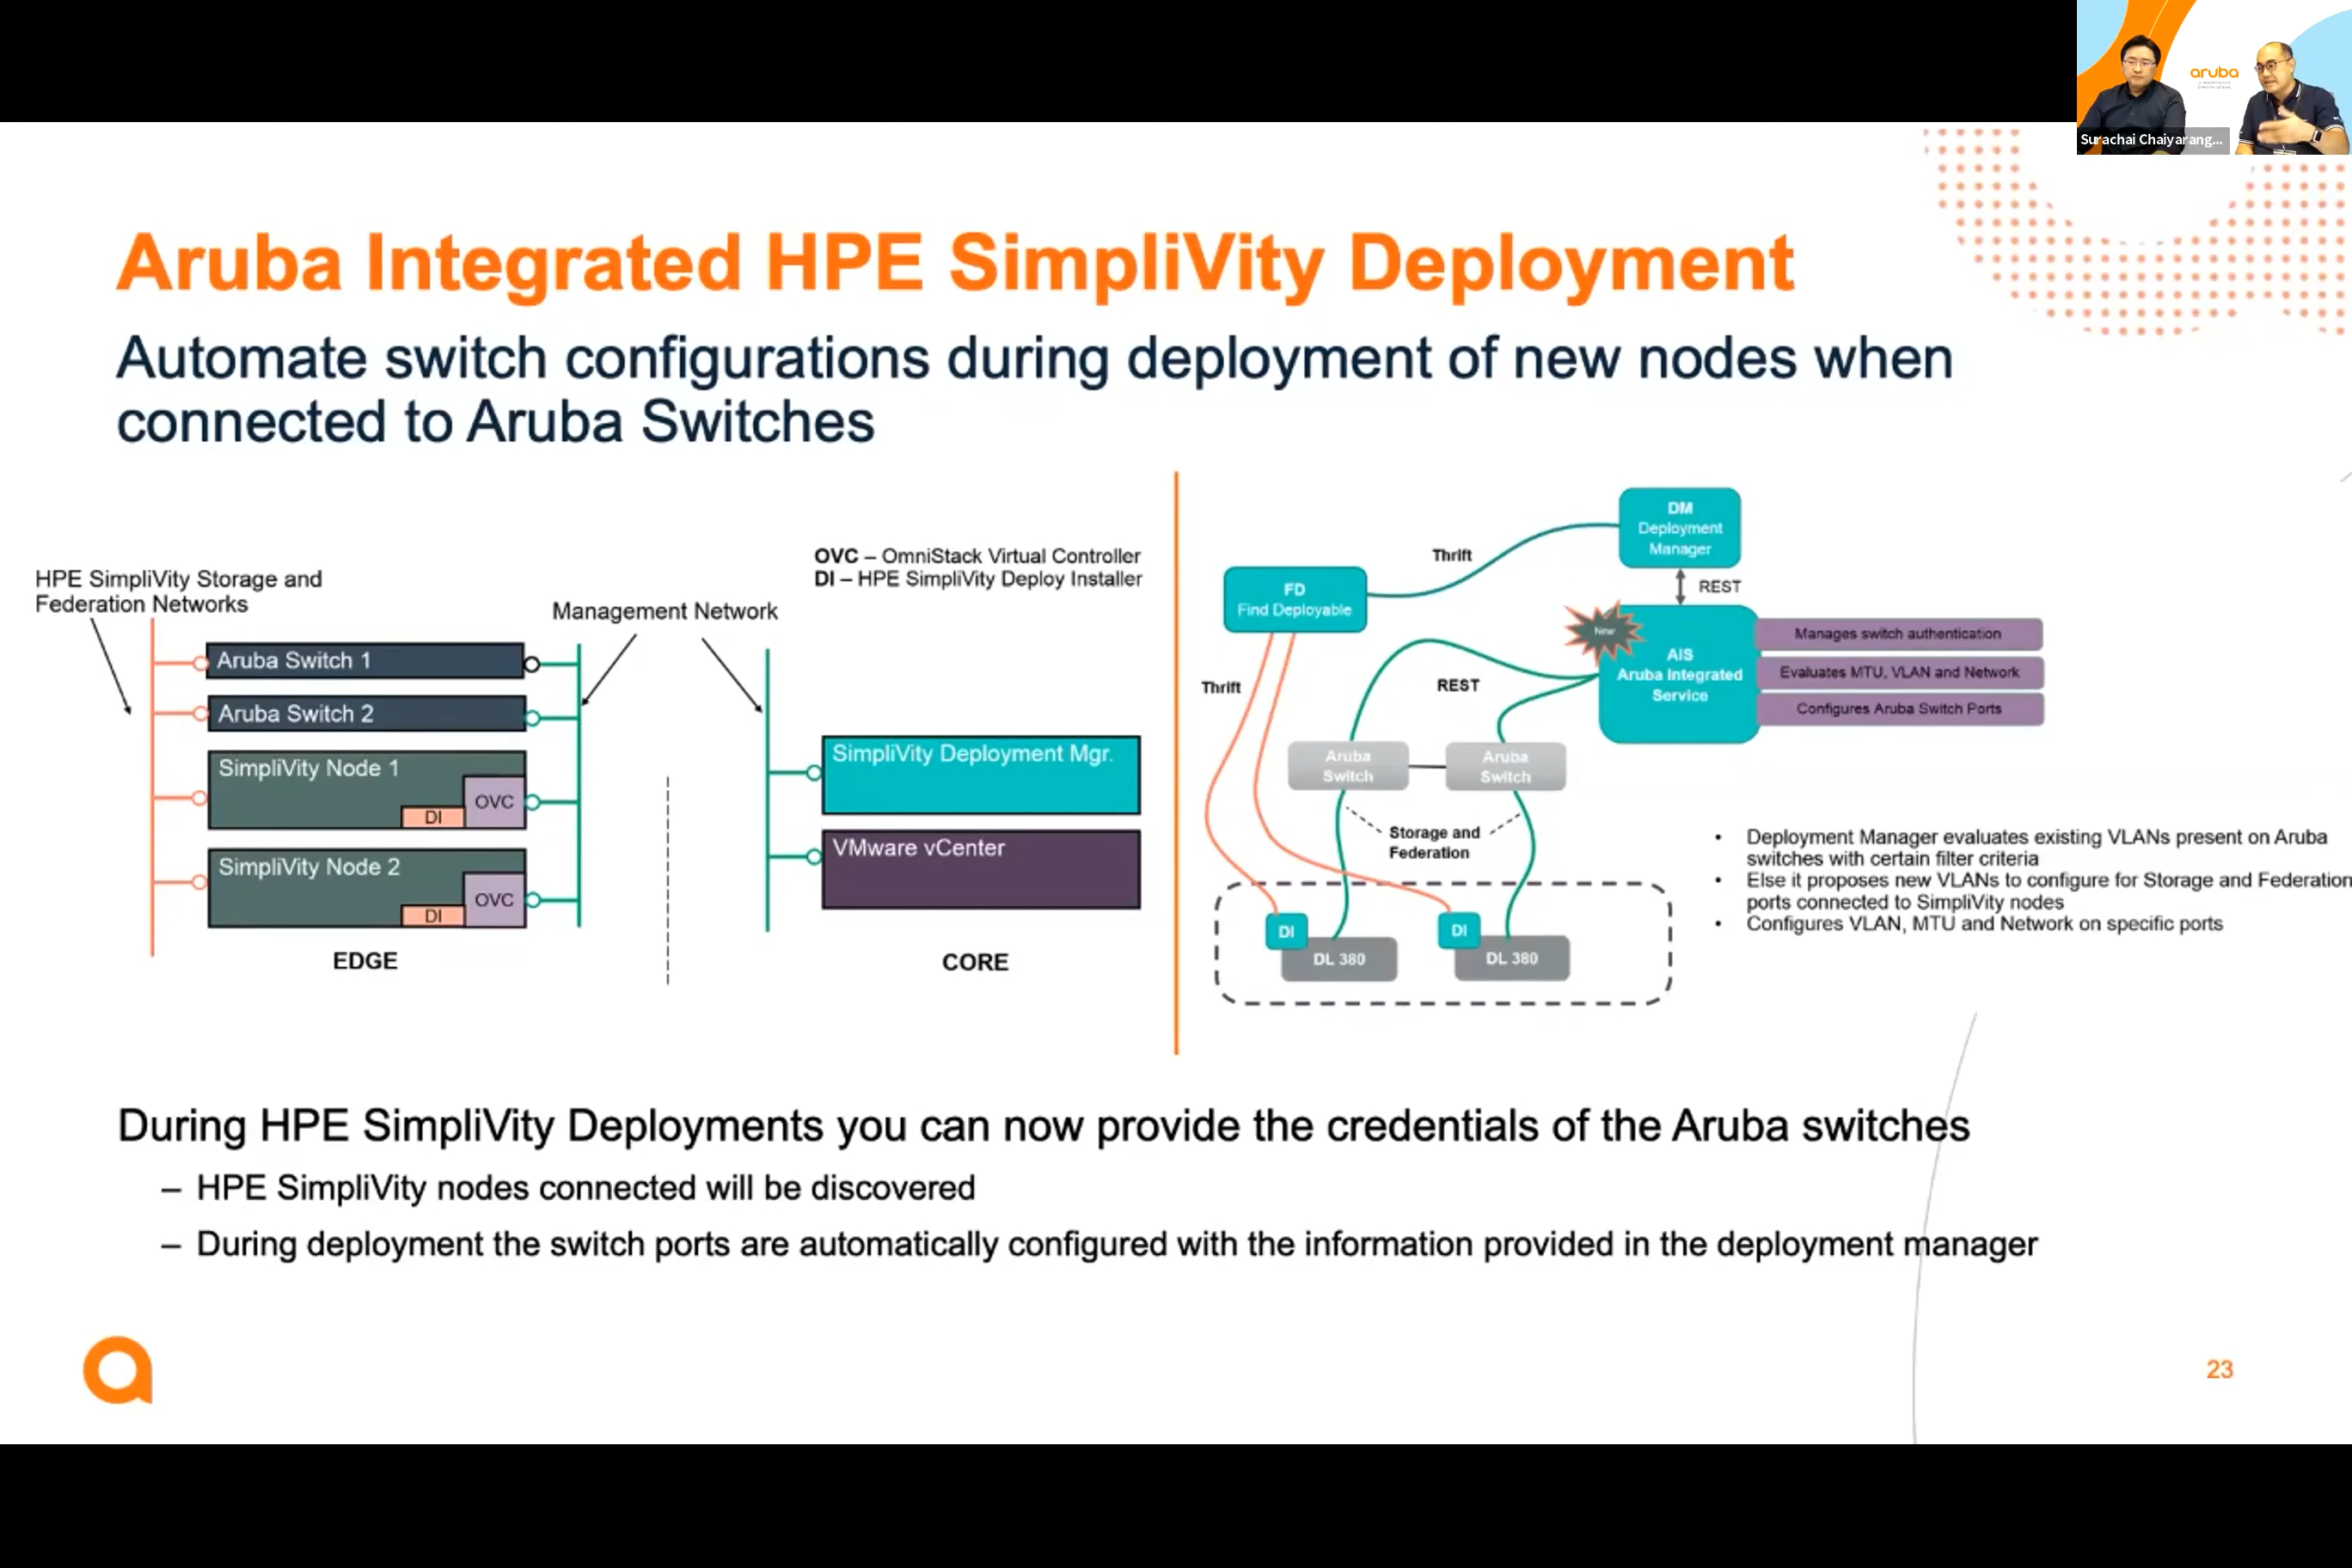 aruba
Surachai Chaiyarang...
Aruba Integrated HPE SimpliVity Deployment
Automate switch configurations during deployment of new nodes when
connected to Aruba Switches
HPE SimpliVity Storage and
Federation Networks
Management Network
OVC – OmniStack Virtual Controller
DI – HPE SimpliVity Deploy Installer
Aruba Switch 1
Aruba Switch 2
SimpliVity Node 1
OVC
DI
SimpliVity Node 2
OVC
DI
EDGE
SimpliVity Deployment Mgr.
VMware vCenter
CORE
DM
Deployment
Manager
Thrift
FD
Find Deployable
REST
New
AIS
Aruba Integrated
Service
Manages switch authentication
Evaluates MTU, VLAN and Network
Configures Aruba Switch Ports
Thrift
REST
Aruba
Switch
Aruba
Switch
Storage and
Federation
DI
DL 380
DI
DL 380
• Deployment Manager evaluates existing VLANs present on Aruba
switches with certain filter criteria
• Else it proposes new VLANs to configure for Storage and Federation
ports connected to SimpliVity nodes
• Configures VLAN, MTU and Network on specific ports
During HPE SimpliVity Deployments you can now provide the credentials of the Aruba switches
– HPE SimpliVity nodes connected will be discovered
– During deployment the switch ports are automatically configured with the information provided in the deployment manager
23